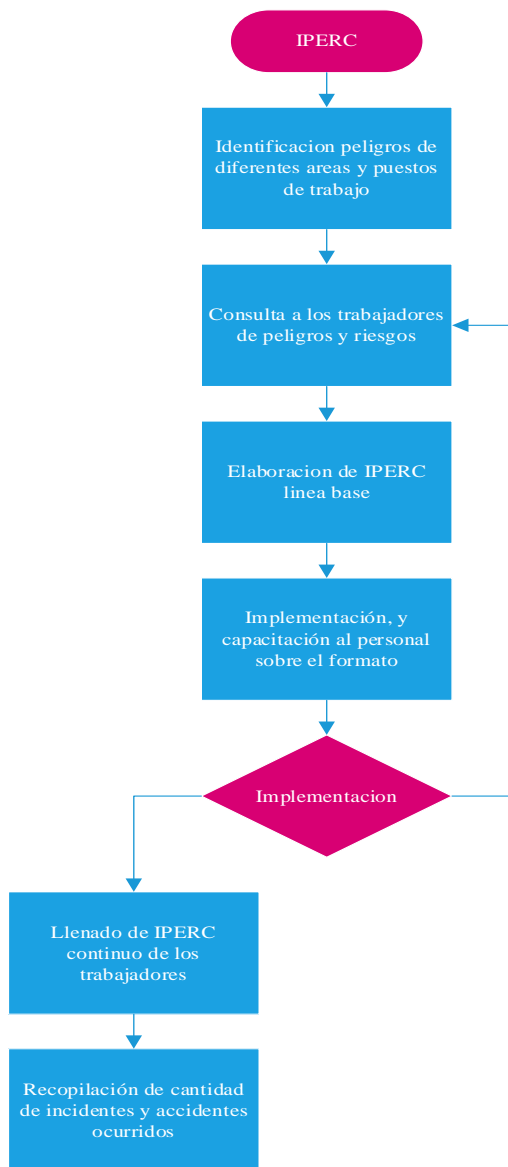 IPERC
Identificacion peligros de
diferentes areas y puestos
de trabajo
Consulta a los trabajadores
de peligros y riesgos
Elaboracion de IPERC
linea base
Implementación, y
capacitación al personal
sobre el formato
Implementacion
Llenado de IPERC
continuo de los
trabajadores
Recopilación de cantidad
de incidentes y accidentes
ocurridos